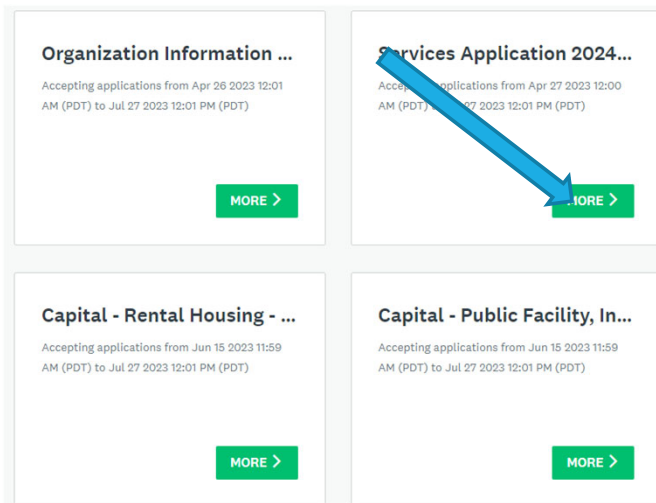 Organization Information ...
Accepting applications from Apr 26 2023 12:01
AM (PDT) to Jul 27 2023 12:01 PM (PDT)
MORE >
Services Application 2024...
applications from Apr 27 2023 12:00
AM (PDT) 27 2023 12:01 PM (PDT)
MORE >
Capital - Rental Housing - ...
Accepting applications from Jun 15 2023 11:59
AM (PDT) to Jul 27 2023 12:01 PM (PDT)
MORE >
Capital - Public Facility, In...
Accepting applications from Jun 15 2023 11:59
AM (PDT) to Jul 27 2023 12:01 PM (PDT)
MORE >